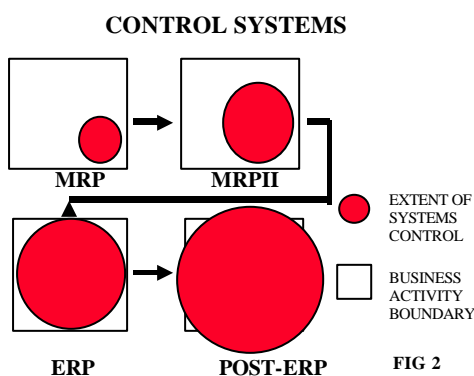 CONTROL SYSTEMS
MRP
MRPII
EXTENT OF
SYSTEMS
CONTROL
BUSINESS
ACTIVITY
BOUNDARY
ERP
POST-ERP
FIG 2